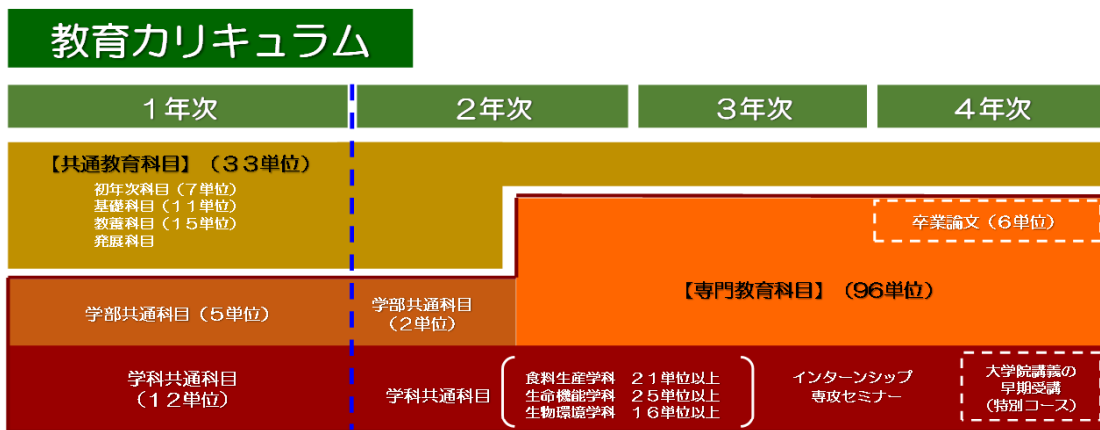 教育カリキュラム
1年次
2年次
3年次
4年次
【共通教育科目】（33単位）
初年次科目（7単位）
基礎科目（11単位）
教養科目（15単位）
発展科目
卒業論文（6単位）
【専門教育科目】（96単位）
学部共通科目（5単位）
学部共通科目
（2単位）
学科共通科目
（12単位）
学科共通科目
食料生産学科 21単位以上
生命機能学科 25単位以上
生物環境学科 16単位以上
インターンシップ
専攻セミナー
大学院講義の
早期受講
（特別コース）